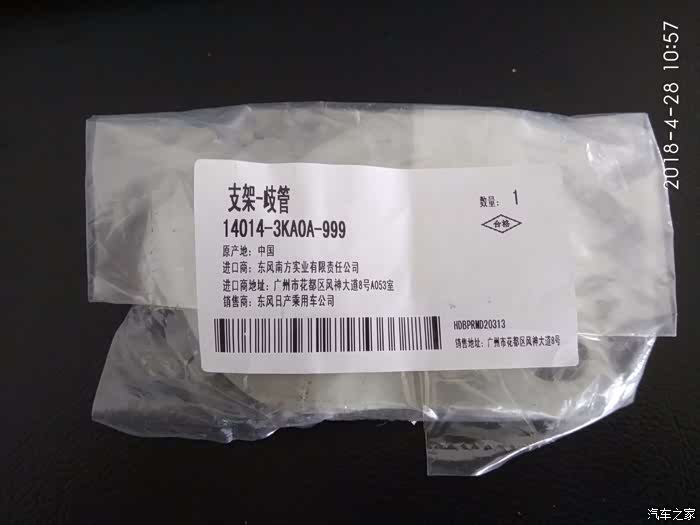 支架-歧管
数量: 1
14014-3KA0A-999
合格
原产地: 中国
进口商: 东风南方实业有限责任公司
进口商地址: 广州市花都区风神大道8号A053室
销售商: 东风日产乘用车公司
HDBPRMD20313
销售地址: 广州市花都区风神大道8号
2018-4-28 10:57
汽车之家